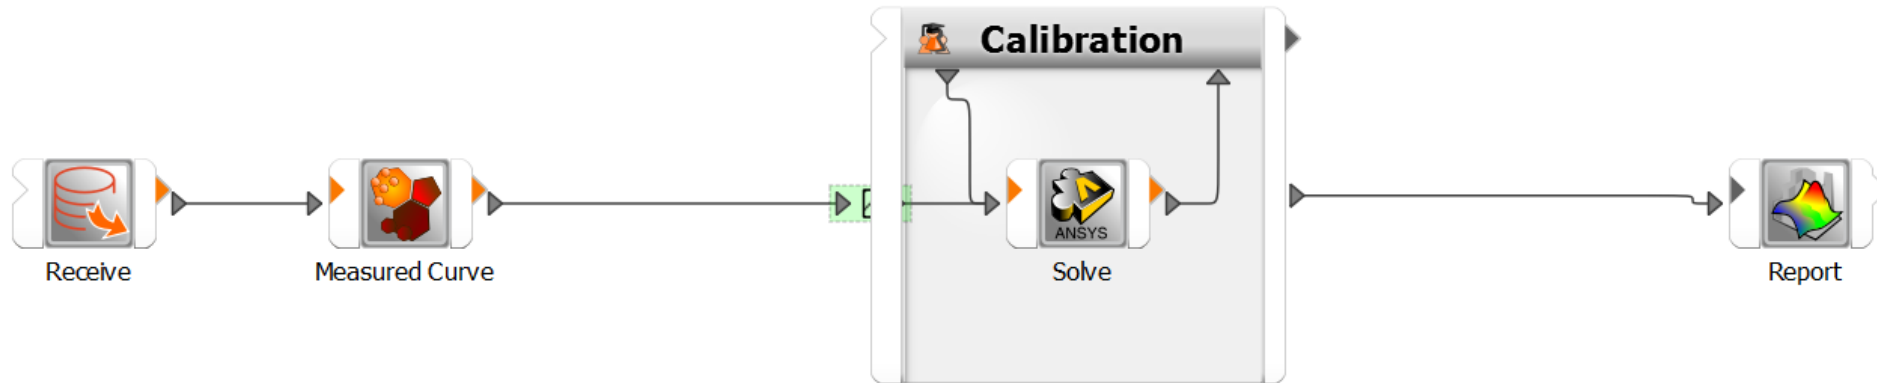 Calibration
ANSYS
Receive
Measured Curve
Solve
Report